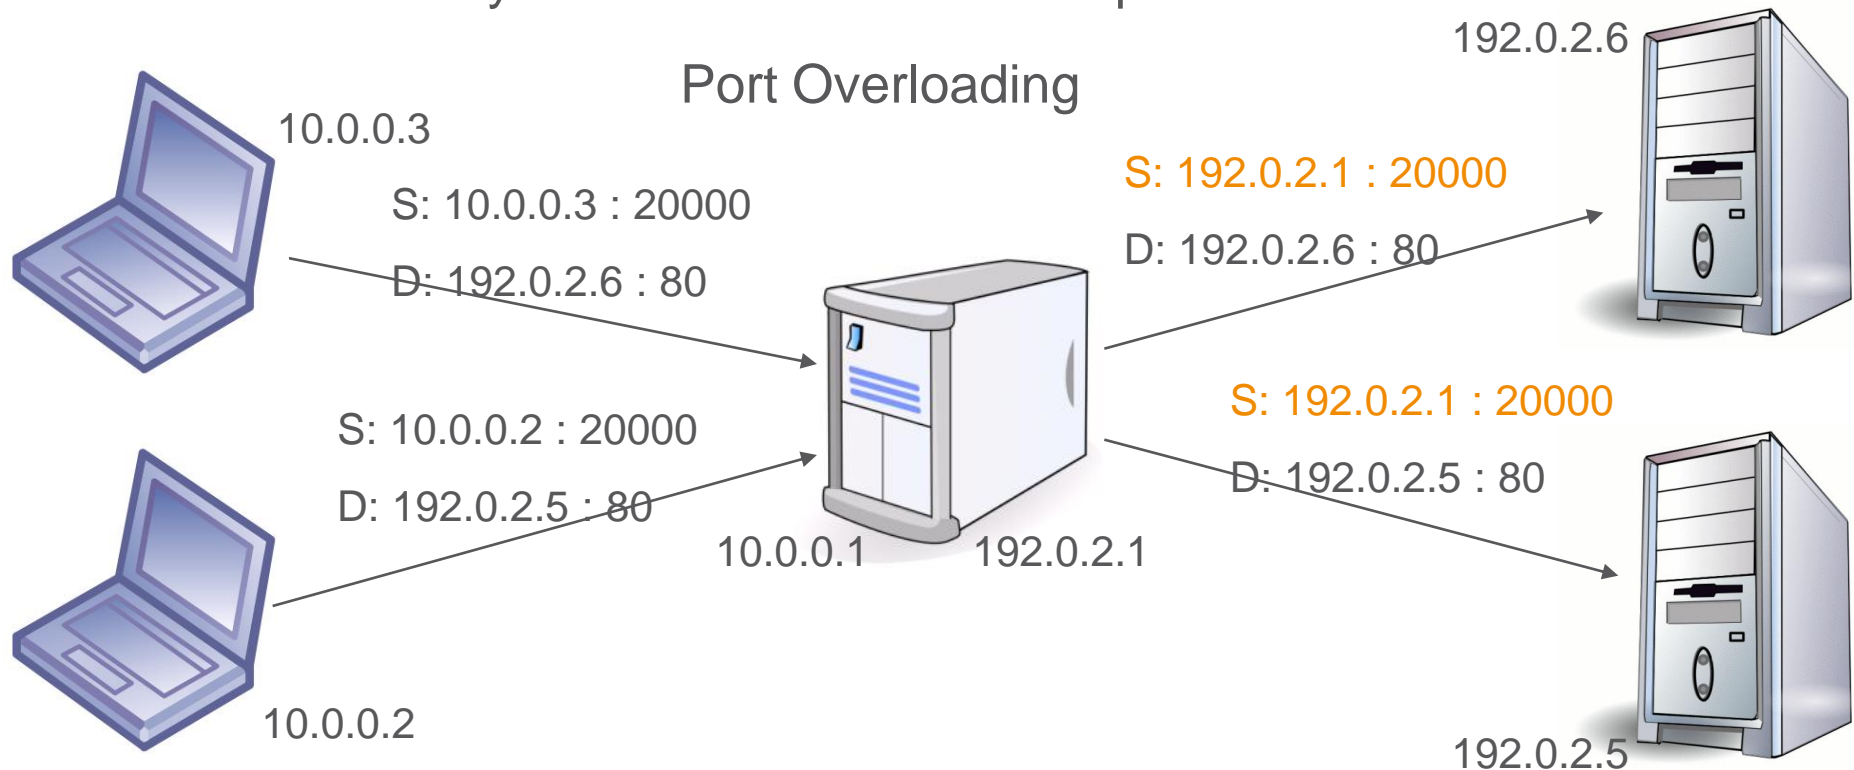 192.0.2.6
Port Overloading
10.0.0.3
S: 10.0.0.3 : 20000
D: 192.0.2.6 : 80
S: 192.0.2.1 : 20000
D: 192.0.2.6 : 80
S: 10.0.0.2 : 20000
D: 192.0.2.5 : 80
S: 192.0.2.1 : 20000
D: 192.0.2.5 : 80
10.0.0.1
192.0.2.1
10.0.0.2
192.0.2.5